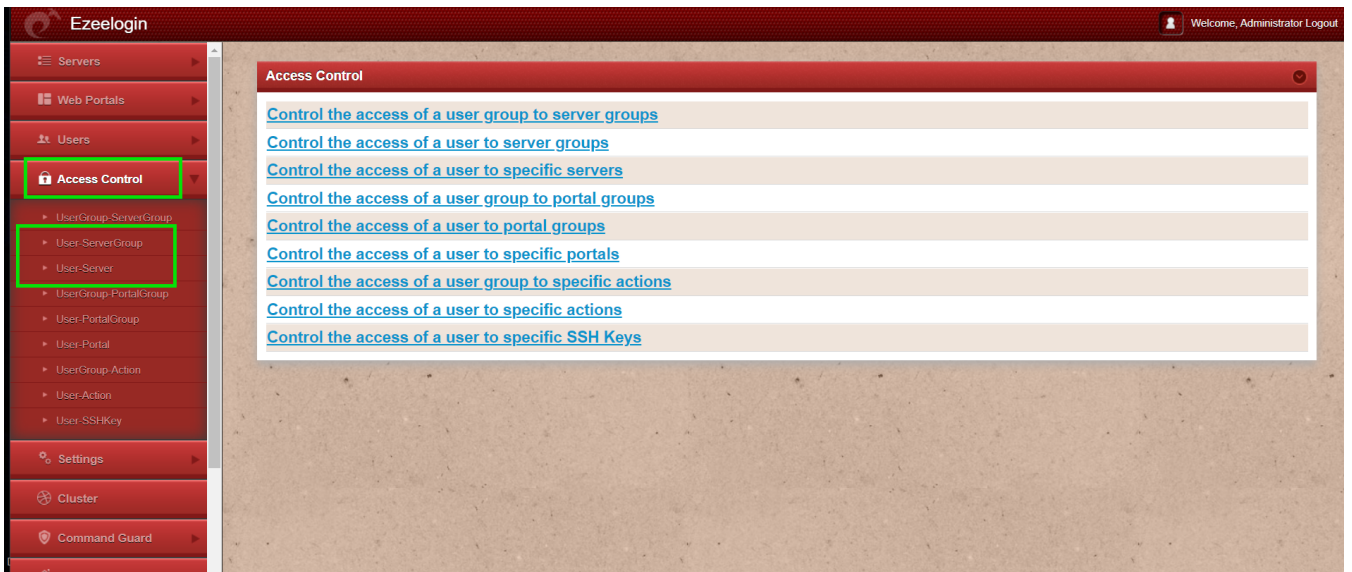 Ezeelogin
Welcome, Administrator Logout
Servers
Web Portals
Users
Access Control
UserGroup-ServerGroup
User-ServerGroup
User-Server
UserGroup-PortalGroup
User-PortalGroup
User-Portal
UserGroup-Action
User-Action
User-SSHKey
Settings
Cluster
Command Guard
Access Control
Control the access of a user group to server groups
Control the access of a user to server groups
Control the access of a user to specific servers
Control the access of a user group to portal groups
Control the access of a user to portal groups
Control the access of a user to specific portals
Control the access of a user group to specific actions
Control the access of a user to specific actions
Control the access of a user to specific SSH Keys